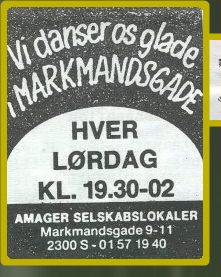 Vi danser os glade
i MARKMANDSGADE
HVER
LØRDAG
KL. 19.30-02
AMAGER SELSKABSLOKALER
Markmandsgade 9-11
2300 S - 01 57 19 40